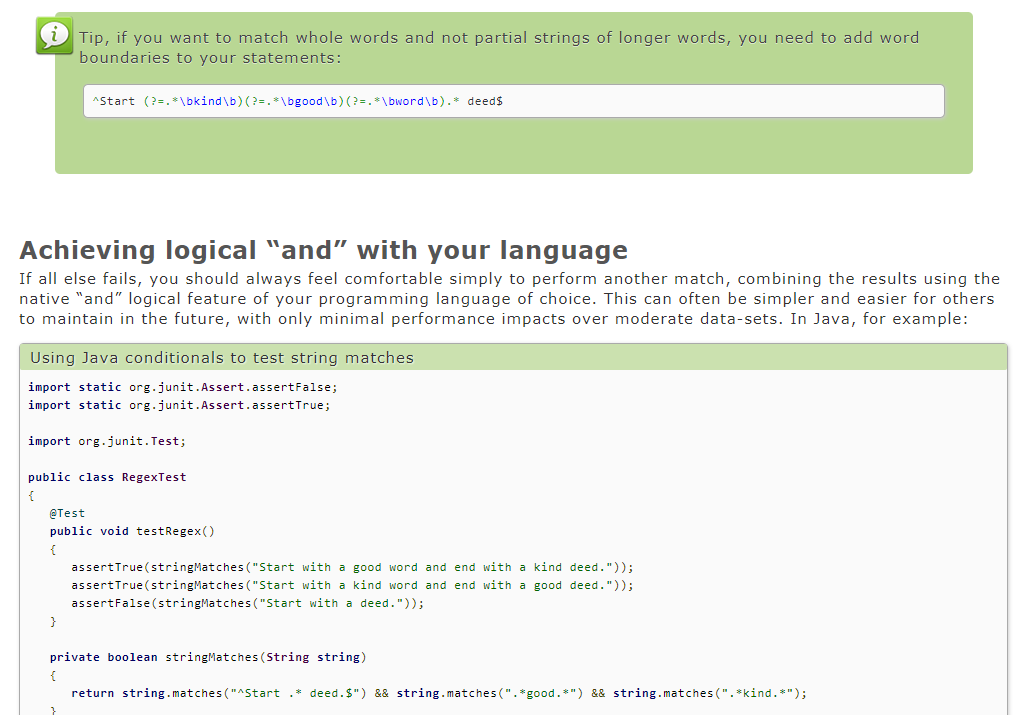 Tip, if you want to match whole words and not partial strings of longer words, you need to add word
boundaries to your statements:
^Start (?=.*\bkind\b)(?=.*\bgood\b)(?=.*\bword\b).* deed$
Achieving logical “and” with your language
If all else fails, you should always feel comfortable simply to perform another match, combining the results using the
native “and” logical feature of your programming language of choice. This can often be simpler and easier for others
to maintain in the future, with only minimal performance impacts over moderate data-sets. In Java, for example:
Using Java conditionals to test string matches
import static org.junit.Assert.assertFalse;
import static org.junit.Assert.assertTrue;
import org.junit.Test;
public class RegexTest
{
@Test
public void testRegex()
{
assertTrue(stringMatches("Start with a good word and end with a kind deed."));
assertTrue(stringMatches("Start with a kind word and end with a good deed."));
assertFalse(stringMatches("Start with a deed."));
}
private boolean stringMatches(String string)
{
return string.matches("^Start .* deed.$") && string.matches(".*good.*") && string.matches(".*kind.*");
}